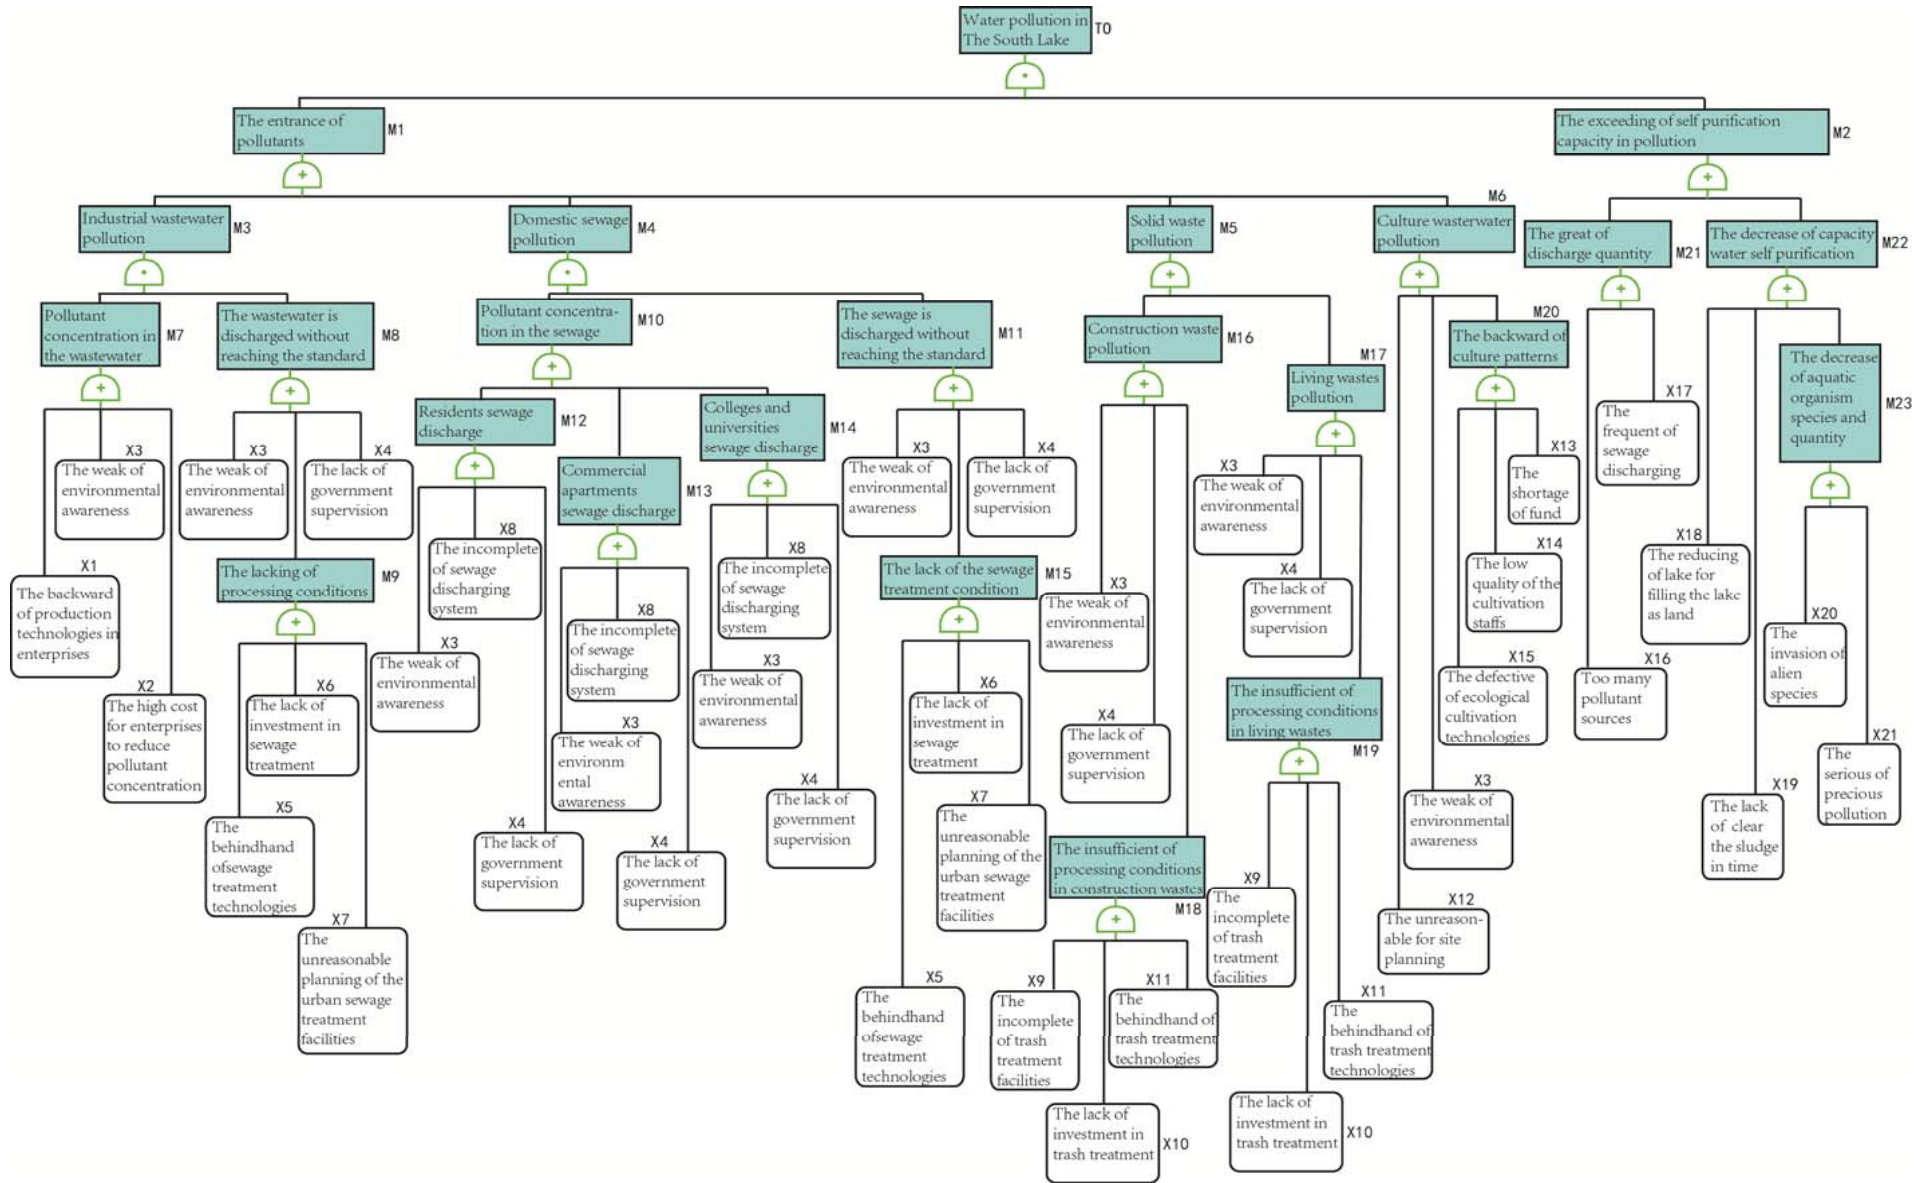 Water pollution in
The South Lake
T0
The entrance of
pollutants
M1
The exceeding of self purification
capacity in pollution
M2
Industrial wastewater
pollution
M3
Domestic sewage
pollution
M4
Solid waste
pollution
M5
M6
Culture wasterwater
pollution
The great of
discharge quantity
M21
The decrease of capacity
water self purification
M22
Pollutant
concentration in
the wastewater
M7
The wastewater is
discharged without
reaching the standard
M8
Pollutant concentra-
tion in the sewage
M10
The sewage is
discharged without
reaching the standard
M11
Construction waste
pollution
M16
M17
Living wastes
pollution
M20
The backward of
culture patterns
The decrease
of aquatic
organism
species and
quantity
M23
Residents sewage
discharge
M12
Commercial
apartments
sewage discharge
M13
Colleges and
universities
sewage discharge
M14
X3
The weak of
environmental
awareness
X3
The weak of
environmental
awareness
X4
The lack of
government
supervision
X1
The backward
of production
technologies in
enterprises
X2
The high cost
for enterprises
to reduce
pollutant
concentration
The lacking of
processing conditions
M9
X6
The lack of
investment in
sewage
treatment
X5
The
behindhand
ofsewage
treatment
technologies
X7
The
unreasonable
planning of the
urban sewage
treatment
facilities
X8
The incomplete
of sewage
discharging
system
X3
The weak of
environmental
awareness
X4
The lack of
government
supervision
X8
The incomplete
of sewage
discharging
system
X3
The weak of
environm
ental
awareness
X4
The lack of
government
supervision
X8
The incomplete
of sewage
discharging
system
X3
The weak of
environmental
awareness
X4
The lack of
government
supervision
X3
The weak of
environmental
awareness
X4
The lack of
government
supervision
The lack of the sewage
treatment condition
M15
X6
The lack of
investment in
sewage
treatment
X7
The
unreasonable
planning of the
urban sewage
treatment
facilities
X5
The
behindhand
ofsewage
treatment
technologies
X3
The weak of
environmental
awareness
X4
The lack of
government
supervision
The insufficient of
processing conditions
in construction wastes
M18
X9
The
incomplete
of trash
treatment
facilities
X11
The
behindhand of
trash treatment
technologies
The lack of
investment in
trash treatment
X10
X3
The weak of
environmental
awareness
X4
The lack of
government
supervision
The insufficient of
processing conditions
in living wastes
M19
X9
The
incomplete
of trash
treatment
facilities
X11
The
behindhand of
trash treatment
technologies
The lack of
investment in
trash treatment
X10
X13
The
shortage
of fund
X14
The low
quality of the
cultivation
staffs
X15
The defective
of ecological
cultivation
technologies
X3
The weak of
environmental
awareness
X12
The unreason-
able for site
planning
X17
The
frequent of
sewage
discharging
X16
Too many
pollutant
sources
X18
The reducing
of lake for
filling the lake
as land
X19
The lack
of clear
the sludge
in time
X20
The
invasion of
alien
species
X21
The
serious of
precious
pollution